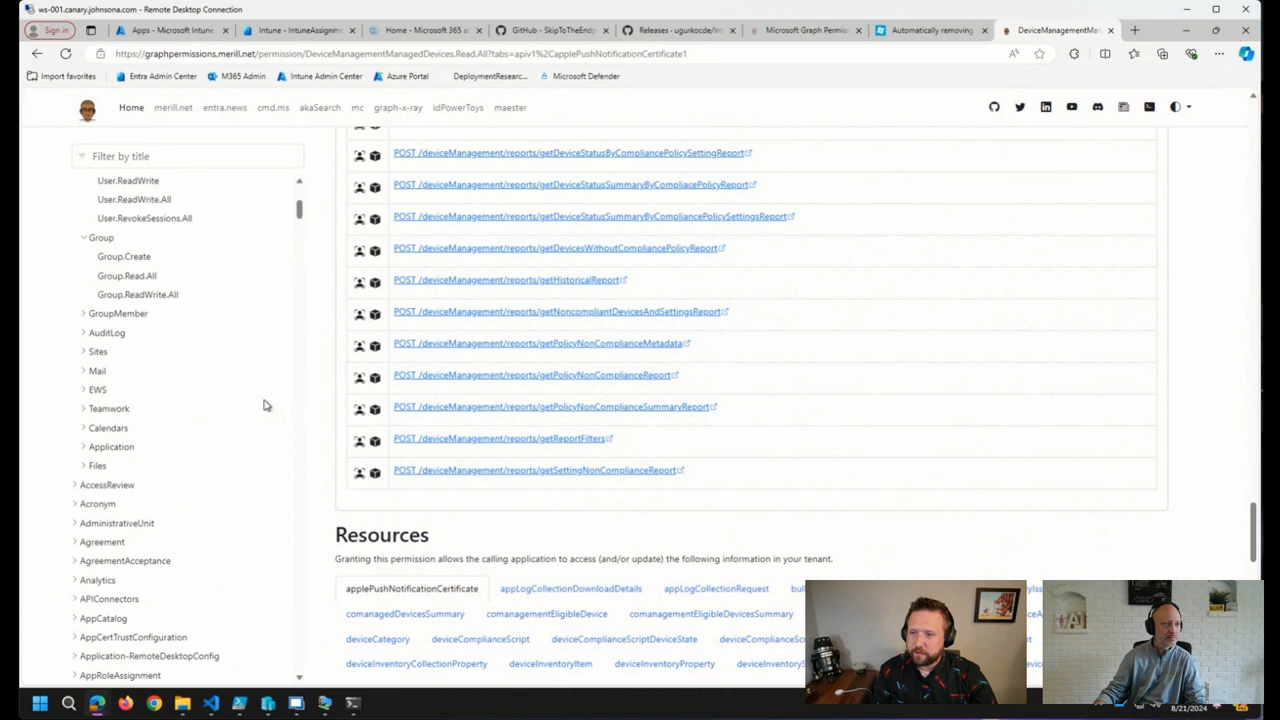 ws-001.canary.johnsona.com - Remote Desktop Connection
Sign in
Apps - Microsoft Intune
Intune - IntuneAssignme
Home - Microsoft 365 a
GitHub - SkipToTheEndp
Releases - ugurkocde/Int
Microsoft Graph Permiss
Automatically removing
DeviceManagementMan
https://graphpermissions.merill.net/permission/DeviceManagementManagedDevices.Read.All?tabs=apiv1%2CapplePushNotificationCertificate1
Import favorites
Entra Admin Center
M365 Admin
Intune Admin Center
Azure Portal
DeploymentResearc...
Microsoft Defender
Home merill.net entra.news cmd.ms akaSearch mc graph-x-ray idPowerToys maester
Filter by title
User.ReadWrite
User.ReadWrite.All
User.RevokeSessions.All
Group
Group.Create
Group.Read.All
Group.ReadWrite.All
GroupMember
AuditLog
Sites
Mail
EWS
Teamwork
Calendars
Application
Files
AccessReview
Acronym
AdministrativeUnit
Agreement
AgreementAcceptance
Analytics
APIConnectors
AppCatalog
AppCertTrustConfiguration
Application-RemoteDesktopConfig
AppRoleAssignment
POST /deviceManagement/reports/getDeviceStatusByCompliancePolicySettingReport
POST /deviceManagement/reports/getDeviceStatusSummaryByCompliacePolicyReport
POST /deviceManagement/reports/getDeviceStatusSummaryByCompliancePolicySettingsReport
POST /deviceManagement/reports/getDevicesWithoutCompliancePolicyReport
POST /deviceManagement/reports/getHistoricalReport
POST /deviceManagement/reports/getNoncompliantDevicesAndSettingsReport
POST /deviceManagement/reports/getPolicyNonComplianceMetadata
POST /deviceManagement/reports/getPolicyNonComplianceReport
POST /deviceManagement/reports/getPolicyNonComplianceSummaryReport
POST /deviceManagement/reports/getReportFilters
POST /deviceManagement/reports/getSettingNonComplianceReport
Resources
Granting this permission allows the calling application to access (and/or update) the following information in your tenant.
applePushNotificationCertificate appLogCollectionDownloadDetails appLogCollectionRequest
comanagedDevicesSummary comanagementEligibleDevice comanagementEligibleDevicesSummary
deviceCategory deviceComplianceScript deviceComplianceScriptDeviceState
deviceInventoryCollectionProperty deviceInventoryItem deviceInventoryProperty
8/21/2024